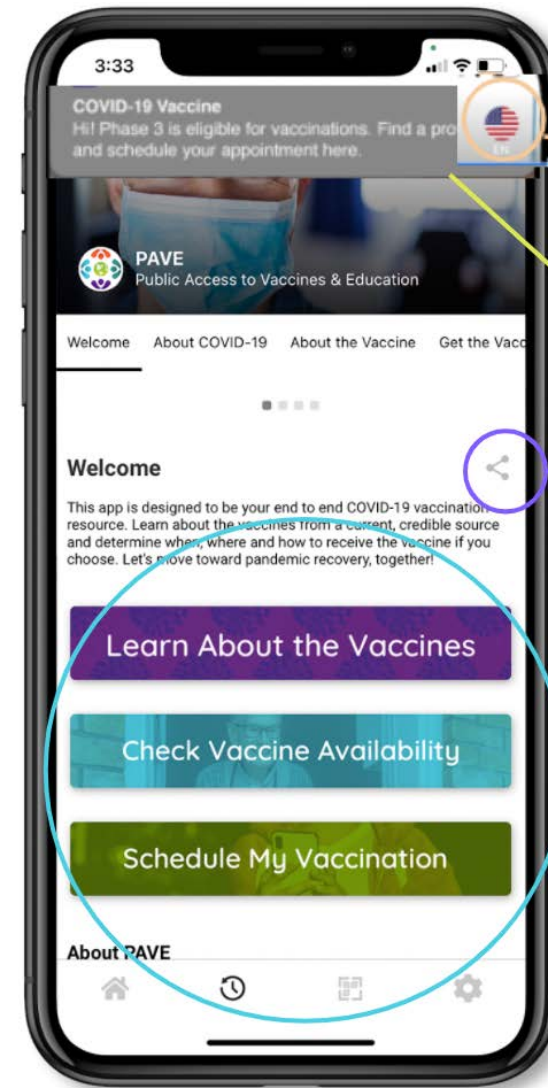 3:33
COVID-19 Vaccine
Hi! Phase 3 is eligible for vaccinations. Find a pro
and schedule your appointment here.
EN
PAVE
Public Access to Vaccines & Education
Welcome About COVID-19 About the Vaccine Get the Vacc
Welcome
This app is designed to be your end to end COVID-19 vaccination
resource. Learn about the vaccines from a current, credible source
and determine when, where and how to receive the vaccine if you
choose. Let's move toward pandemic recovery, together!
Learn About the Vaccines
Check Vaccine Availability
Schedule My Vaccination
About PAVE